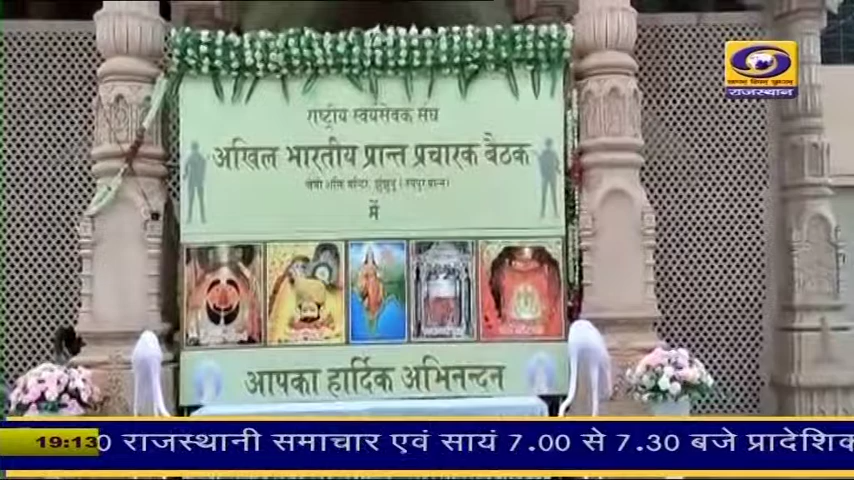 राजस्थान
राष्ट्रीय स्वयंसेवक संघ
अखिल भारतीय प्रान्त प्रचारक बैठक
में
आपका हार्दिक अभिनन्दन
19:13
0 राजस्थानी समाचार एवं सायं 7.00 से 7.30 बजे प्रादेशिक